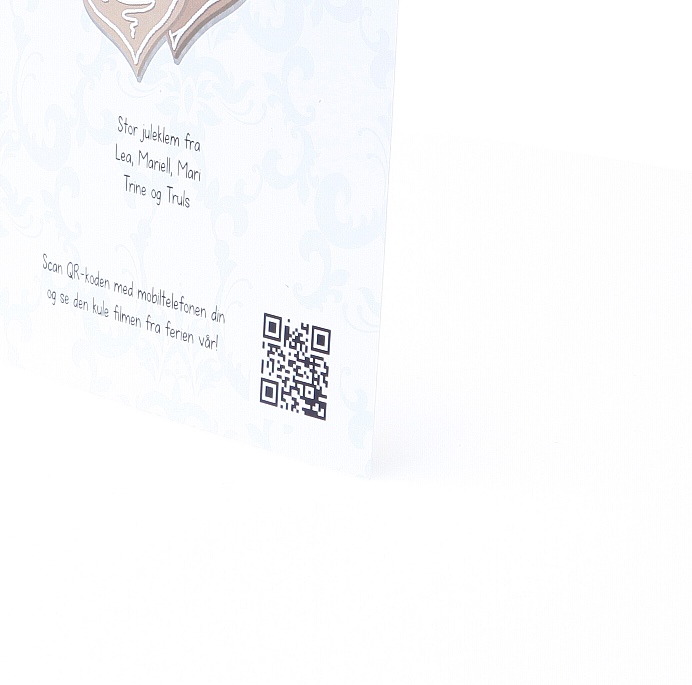 Stor juleklem fra
Lea, Mariell, Mari
Trine og Truls
Scan QR-koden med mobiltelefonen din
og se den kule filmen fra ferien vår!